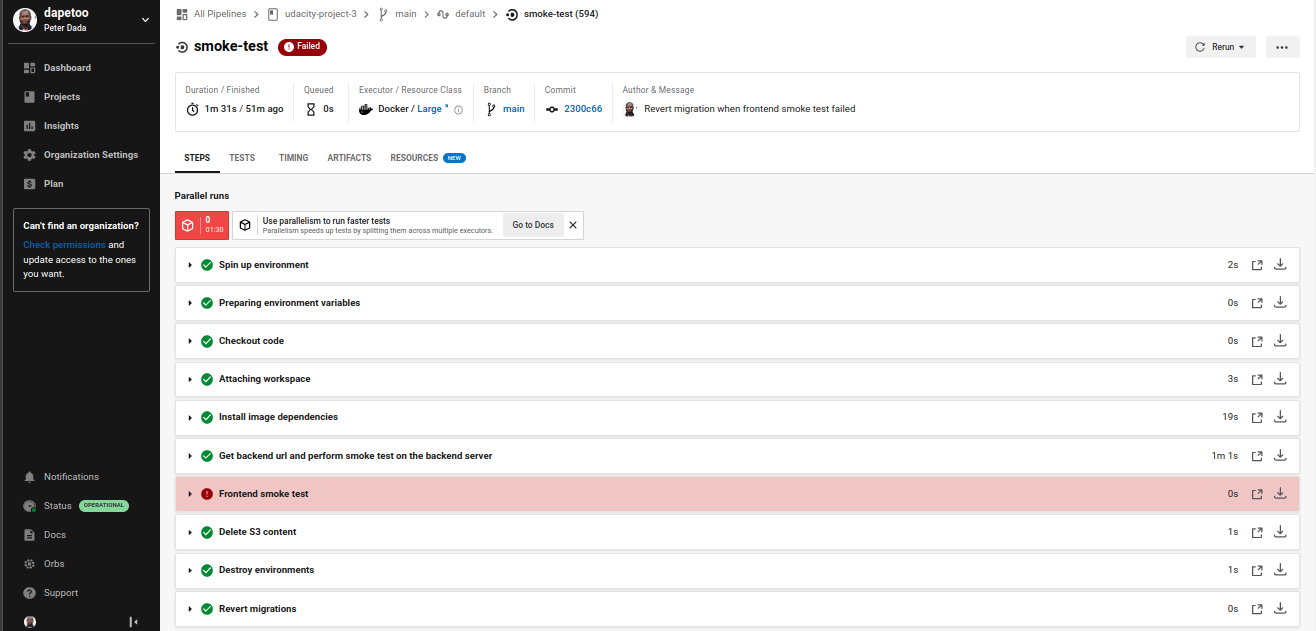 dapetoo
Peter Dada
Dashboard
Projects
Insights
Organization Settings
Plan
Can't find an organization?
Check permissions and
update access to the ones
you want.
Notifications
Status OPERATIONAL
Docs
Orbs
Support
All Pipelines > udacity-project-3 > main > default > smoke-test (594)
smoke-test Failed
Rerun
Duration / Finished
1m 31s / 51m ago
Queued
0s
Executor / Resource Class
Docker / Large
Branch
main
Commit
2300c66
Author & Message
Revert migration when frontend smoke test failed
STEPS TESTS TIMING ARTIFACTS RESOURCES NEW
Parallel runs
0
01:30
Use parallelism to run faster tests
Parallelism speeds up tests by splitting them across multiple executors.
Go to Docs
Spin up environment 2s
Preparing environment variables 0s
Checkout code 0s
Attaching workspace 3s
Install image dependencies 19s
Get backend url and perform smoke test on the backend server 1m 1s
Frontend smoke test 0s
Delete S3 content 1s
Destroy environments 1s
Revert migrations 0s